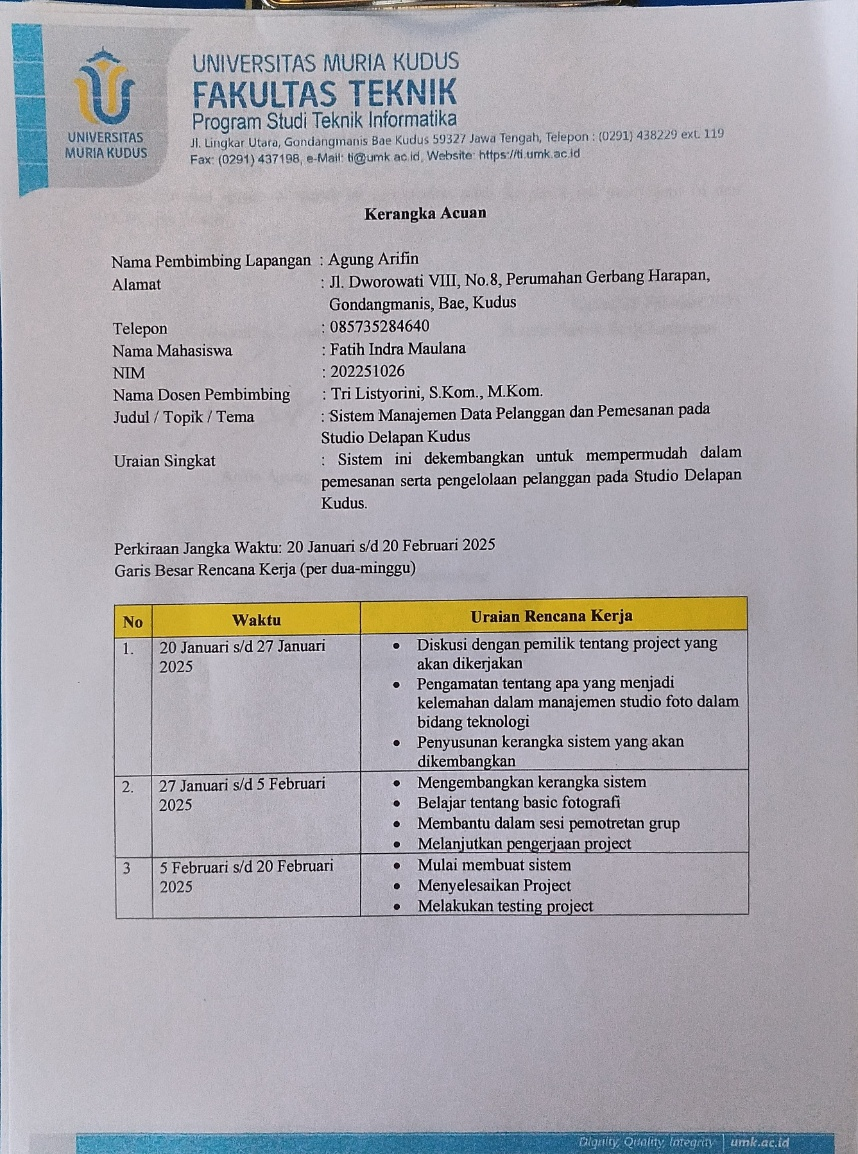 UNIVERSITAS
MURIA KUDUS
UNIVERSITAS MURIA KUDUS
FAKULTAS TEKNIK
Program Studi Teknik Informatika
Jl. Lingkar Utara, Gondangmanis Bae Kudus 59327 Jawa Tengah, Telepon : (0291) 438229 ext. 119
Fax: (0291) 437198, e-Mail: ti@umk.ac.id, Website: https://ti.umk.ac.id
Kerangka Acuan
Nama Pembimbing Lapangan : Agung Arifin
Alamat : Jl. Dworowati VIII, No.8, Perumahan Gerbang Harapan,
Gondangmanis, Bae, Kudus
Telepon : 085735284640
Nama Mahasiswa : Fatih Indra Maulana
NIM : 202251026
Nama Dosen Pembimbing : Tri Listyorini, S.Kom., M.Kom.
Judul / Topik / Tema : Sistem Manajemen Data Pelanggan dan Pemesanan pada
Studio Delapan Kudus
Uraian Singkat : Sistem ini dekembangkan untuk mempermudah dalam
pemesanan serta pengelolaan pelanggan pada Studio Delapan
Kudus.
Perkiraan Jangka Waktu: 20 Januari s/d 20 Februari 2025
Garis Besar Rencana Kerja (per dua-minggu)
No Waktu Uraian Rencana Kerja
1. 20 Januari s/d 27 Januari
2025
• Diskusi dengan pemilik tentang project yang
akan dikerjakan
• Pengamatan tentang apa yang menjadi
kelemahan dalam manajemen studio foto dalam
bidang teknologi
• Penyusunan kerangka sistem yang akan
dikembangkan
2. 27 Januari s/d 5 Februari
2025
• Mengembangkan kerangka sistem
• Belajar tentang basic fotografi
• Membantu dalam sesi pemotretan grup
• Melanjutkan pengerjaan project
3 5 Februari s/d 20 Februari
2025
• Mulai membuat sistem
• Menyelesaikan Project
• Melakukan testing project
Dignity, Quality, Integrity | umk.ac.id